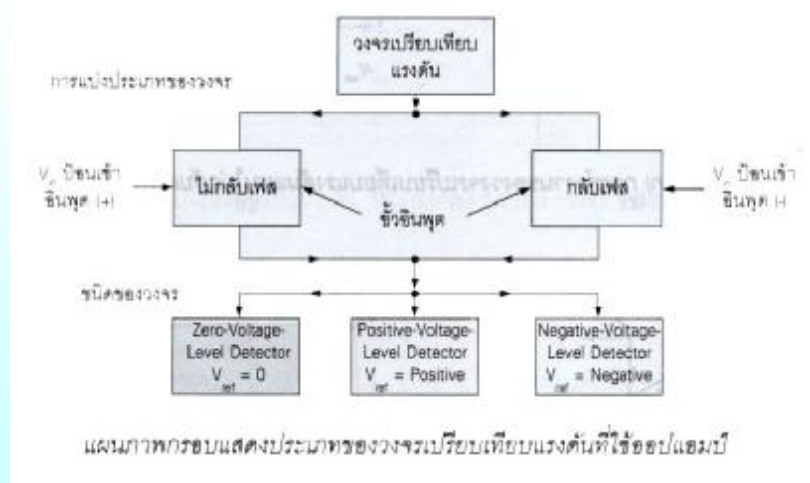 วงจรเปรียบเทียบ
แรงดัน
การแบ่งประเภทของวงจร
V ป้อนเข้า
อินพุต (+)
ไม่กลับเฟส
ขั้วอินพุต
กลับเฟส
V ป้อนเข้า
อินพุต (-)
ชนิดของวงจร
Zero-Voltage-
Level Detector
V ref = 0
Positive-Voltage-
Level Detector
V ref = Positive
Negative-Voltage-
Level Detector
V ref = Negative
แผนภาพกรอบแสดงประเภทของวงจรเปรียบเทียบแรงดันที่ใช้ออปแอมป์